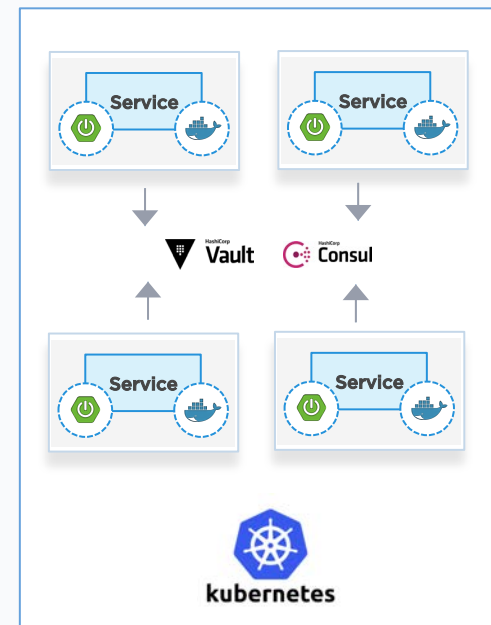 Service
Service
HashiCorp
Vault
HashiCorp
Consul
Service
Service
kubernetes